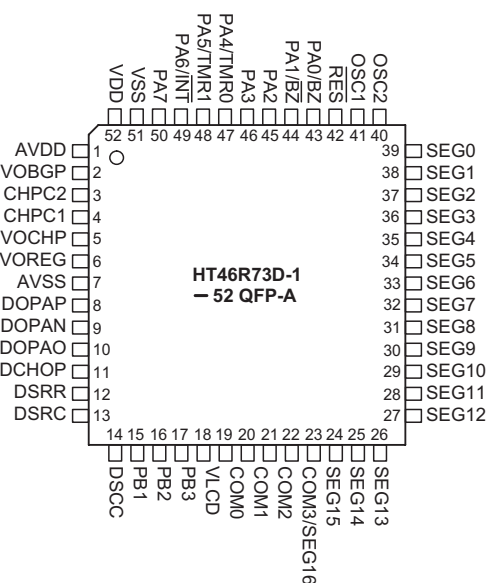 VDD
VSS
PA7
PA6/INT
PA5/TMR1
PA4/TMR0
PA3
PA2
PA1/BZ
PA0/BZ
RES
OSC1
OSC2
52 51 50 49 48 47 46 45 44 43 42 41 40
AVDD 1
VOBGP 2
CHPC2 3
CHPC1 4
VOCHP 5
VOREG 6
AVSS 7
DOPAP 8
DOPAN 9
DOPAO 10
DCHOP 11
DSRR 12
DSRC 13
HT46R73D-1
– 52 QFP-A
39 SEG0
38 SEG1
37 SEG2
36 SEG3
35 SEG4
34 SEG5
33 SEG6
32 SEG7
31 SEG8
30 SEG9
29 SEG10
28 SEG11
27 SEG12
14 15 16 17 18 19 20 21 22 23 24 25 26
DSCC
PB1
PB2
PB3
VLCD
COM0
COM1
COM2
COM3/SEG16
SEG15
SEG14
SEG13